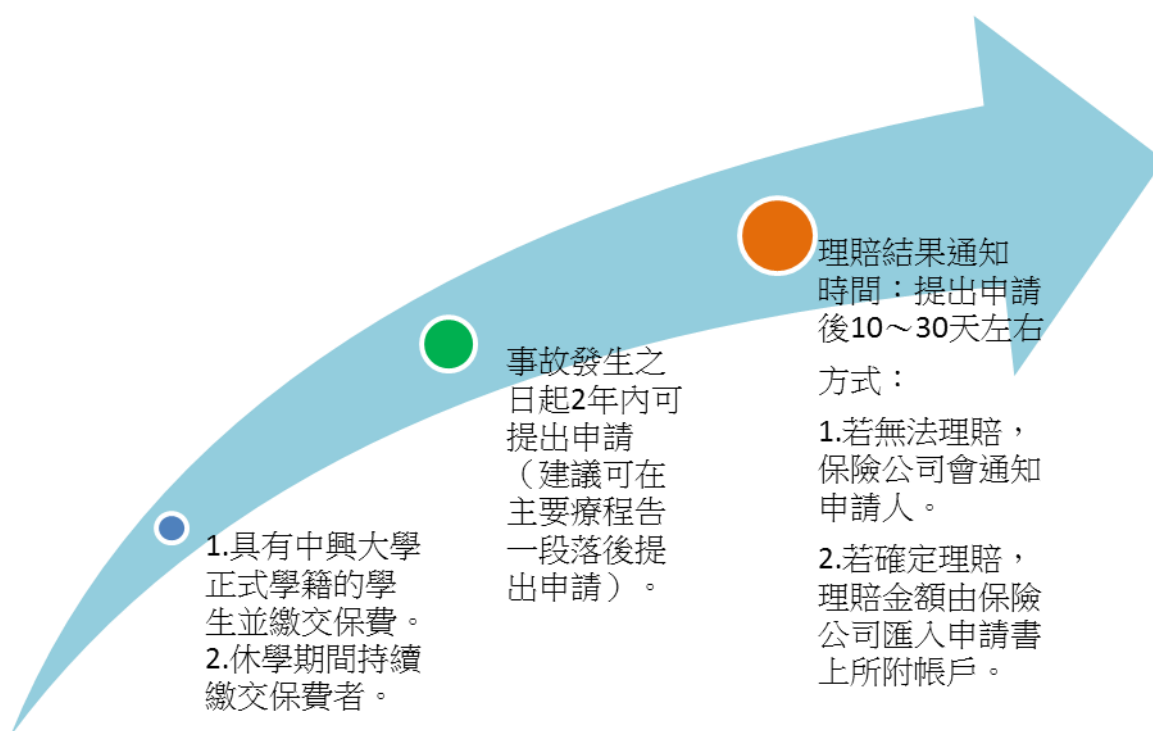 1.具有中興大學
正式學籍的學
生並繳交保費。
2.休學期間持續
繳交保費者。
事故發生之
日起2年內可
提出申請
（建議可在
主要療程告
一段落後提
出申請）。
理賠結果通知
時間：提出申請
後10～30天左右
方式：
1.若無法理賠，
保險公司會通知
申請人。
2.若確定理賠，
理賠金額由保險
公司匯入申請書
上所附帳戶。